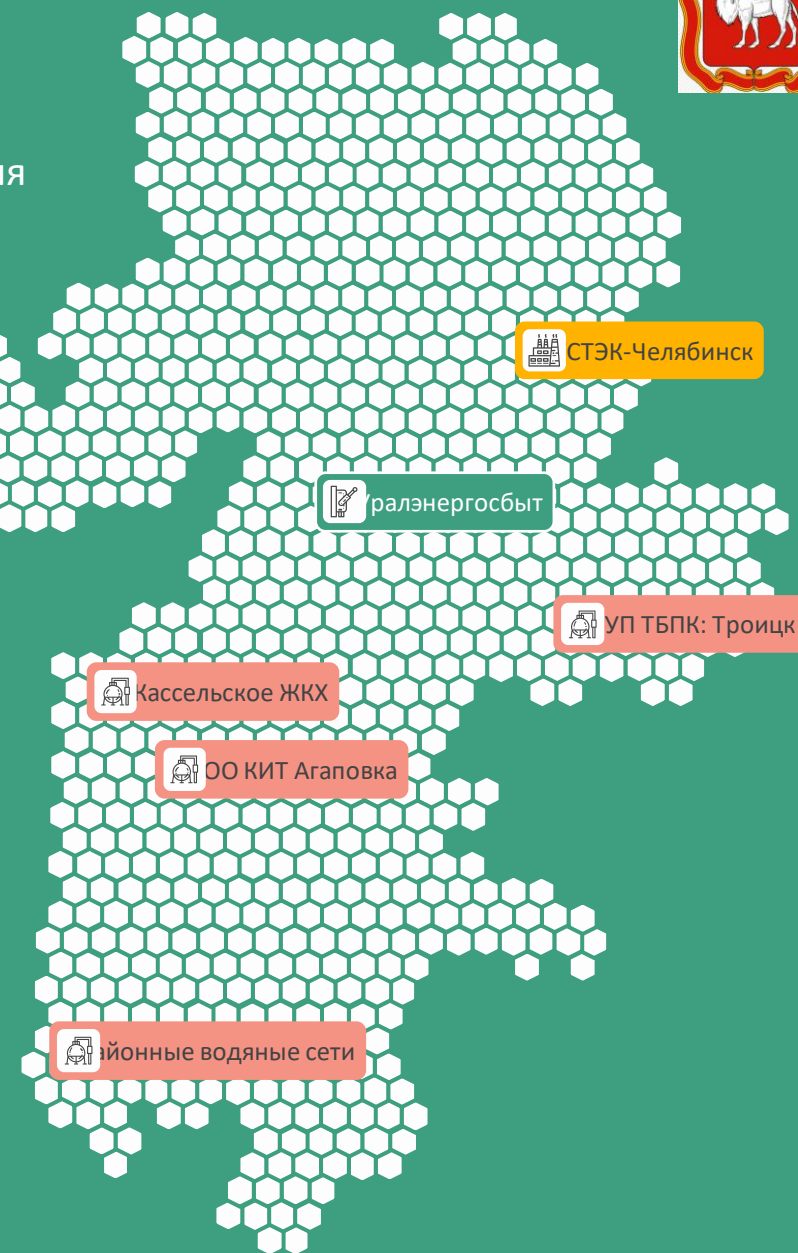 ия
СТЭК-Челябинск
ралэнергосбыт
УП ТБПК: Троицк
Кассельское ЖКХ
ОО КИТ Агаповка
айонные водяные сети